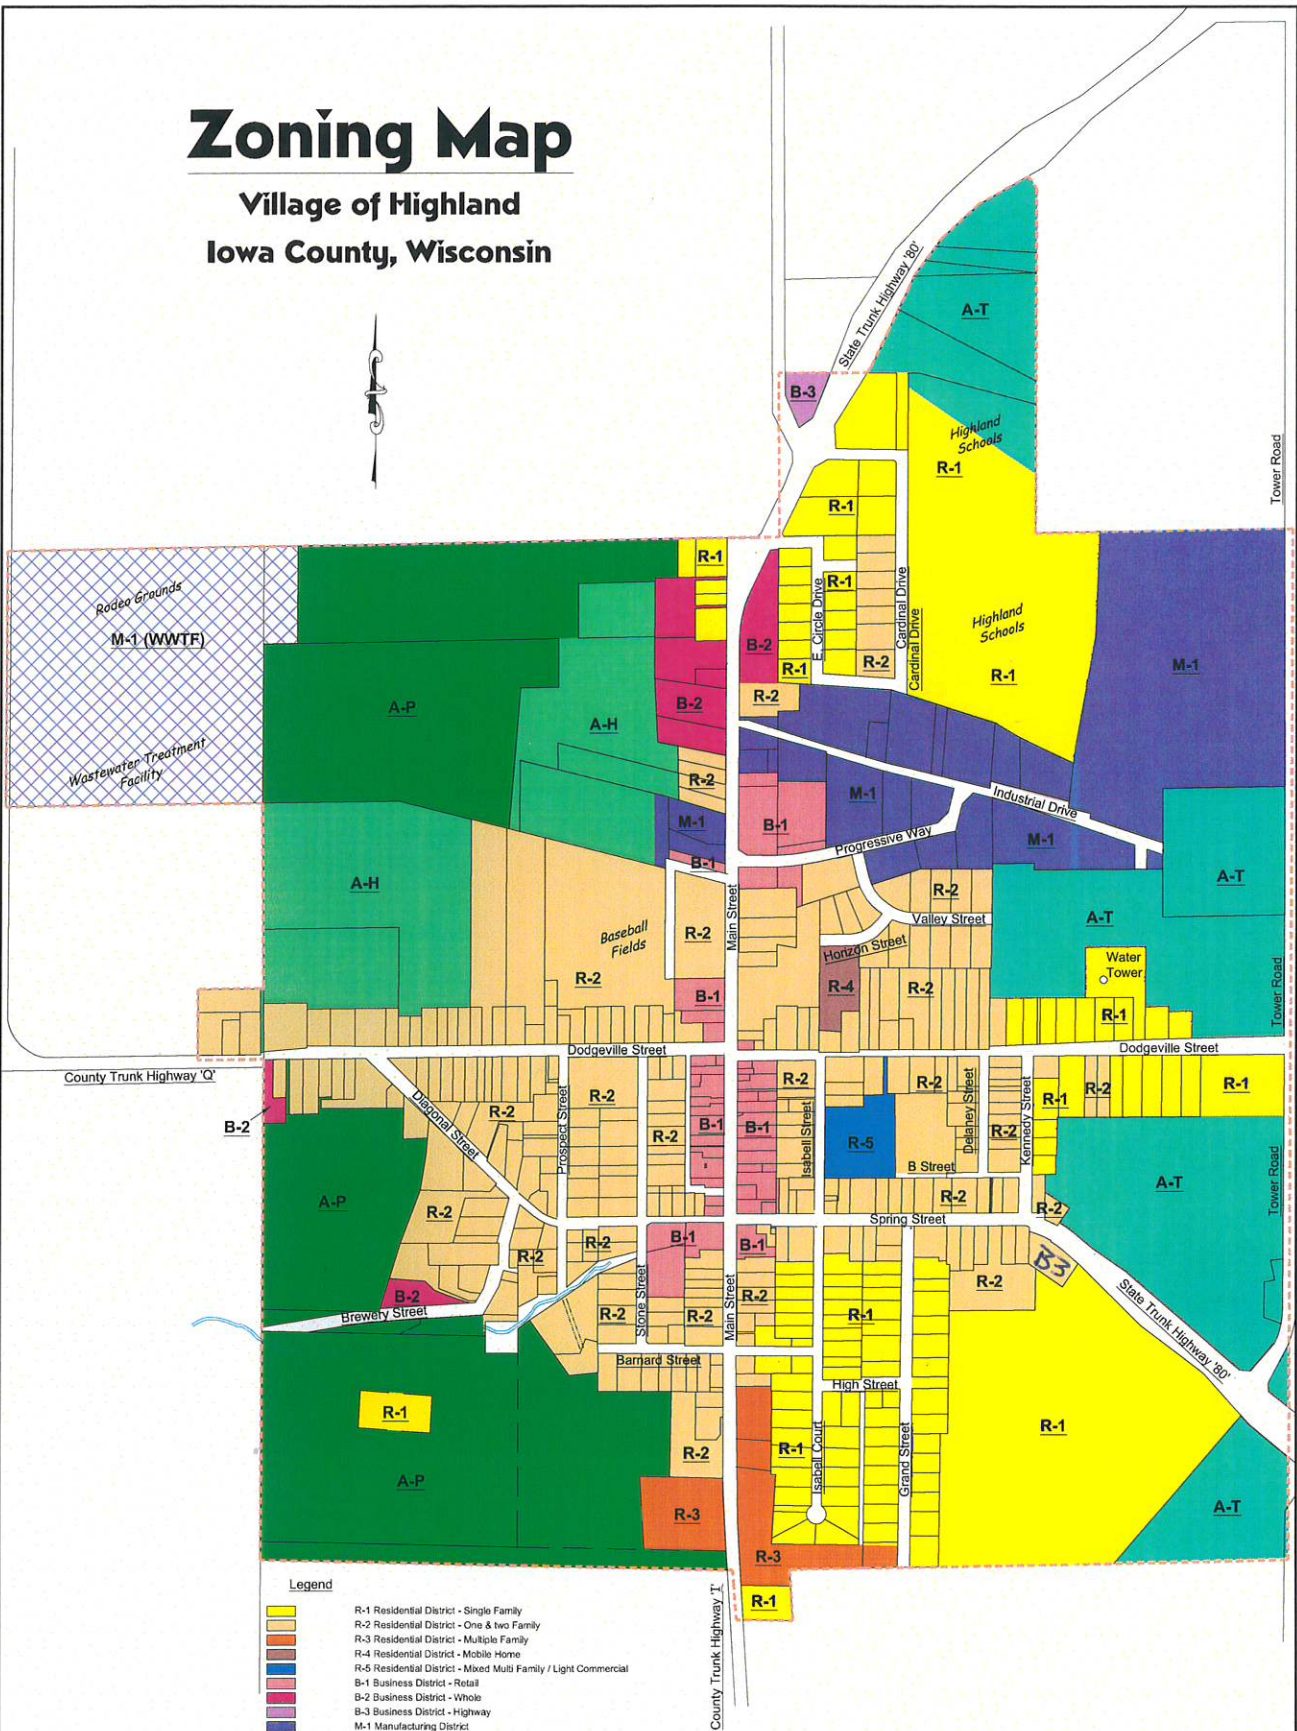 Zoning Map
Village of Highland
Iowa County, Wisconsin
State Trunk Highway '80'
A-T
B-3
Highland
Schools
R-1
Tower Road
R-1
R-1
Rodeo Grounds
M-1 (WWTF)
Wastewater Treatment
Facility
E. Circle Drive
R-1
Cardinal Drive
Cardinal Drive
Highland
Schools
R-1
M-1
B-2
R-1
R-2
R-2
A-P
A-H
B-2
R-2
M-1
B-1
B-1
M-1
Industrial Drive
Progressive Way
M-1
A-T
A-H
Main Street
R-2
Valley Street
A-T
Baseball
Fields
R-2
R-2
Horizon Street
Water
Tower
R-4
R-2
B-1
R-1
Tower Road
Dodgeville Street
Dodgeville Street
County Trunk Highway 'Q'
B-2
Diagonal Street
R-2
Prospect Street
R-2
R-2
B-1
B-1
R-2
Isabell Street
R-5
R-2
Delaney Street
R-2
Kennedy Street
R-1
R-2
R-1
B Street
A-P
R-2
R-2
A-T
Tower Road
Spring Street
R-2
R-2
R-2
B-1
B-1
B3
R-2
B-2
Brewery Street
R-2
Stone Street
R-2
Main Street
R-2
R-1
State Trunk Highway '80'
Barnard Street
High Street
R-1
A-P
R-2
R-1
Isabell Court
Grand Street
R-1
A-T
R-3
R-3
R-1
County Trunk Highway 'T'
Legend
R-1 Residential District - Single Family
R-2 Residential District - One & two Family
R-3 Residential District - Multiple Family
R-4 Residential District - Mobile Home
R-5 Residential District - Mixed Multi Family / Light Commercial
B-1 Business District - Retail
B-2 Business District - Whole
B-3 Business District - Highway
M-1 Manufacturing District